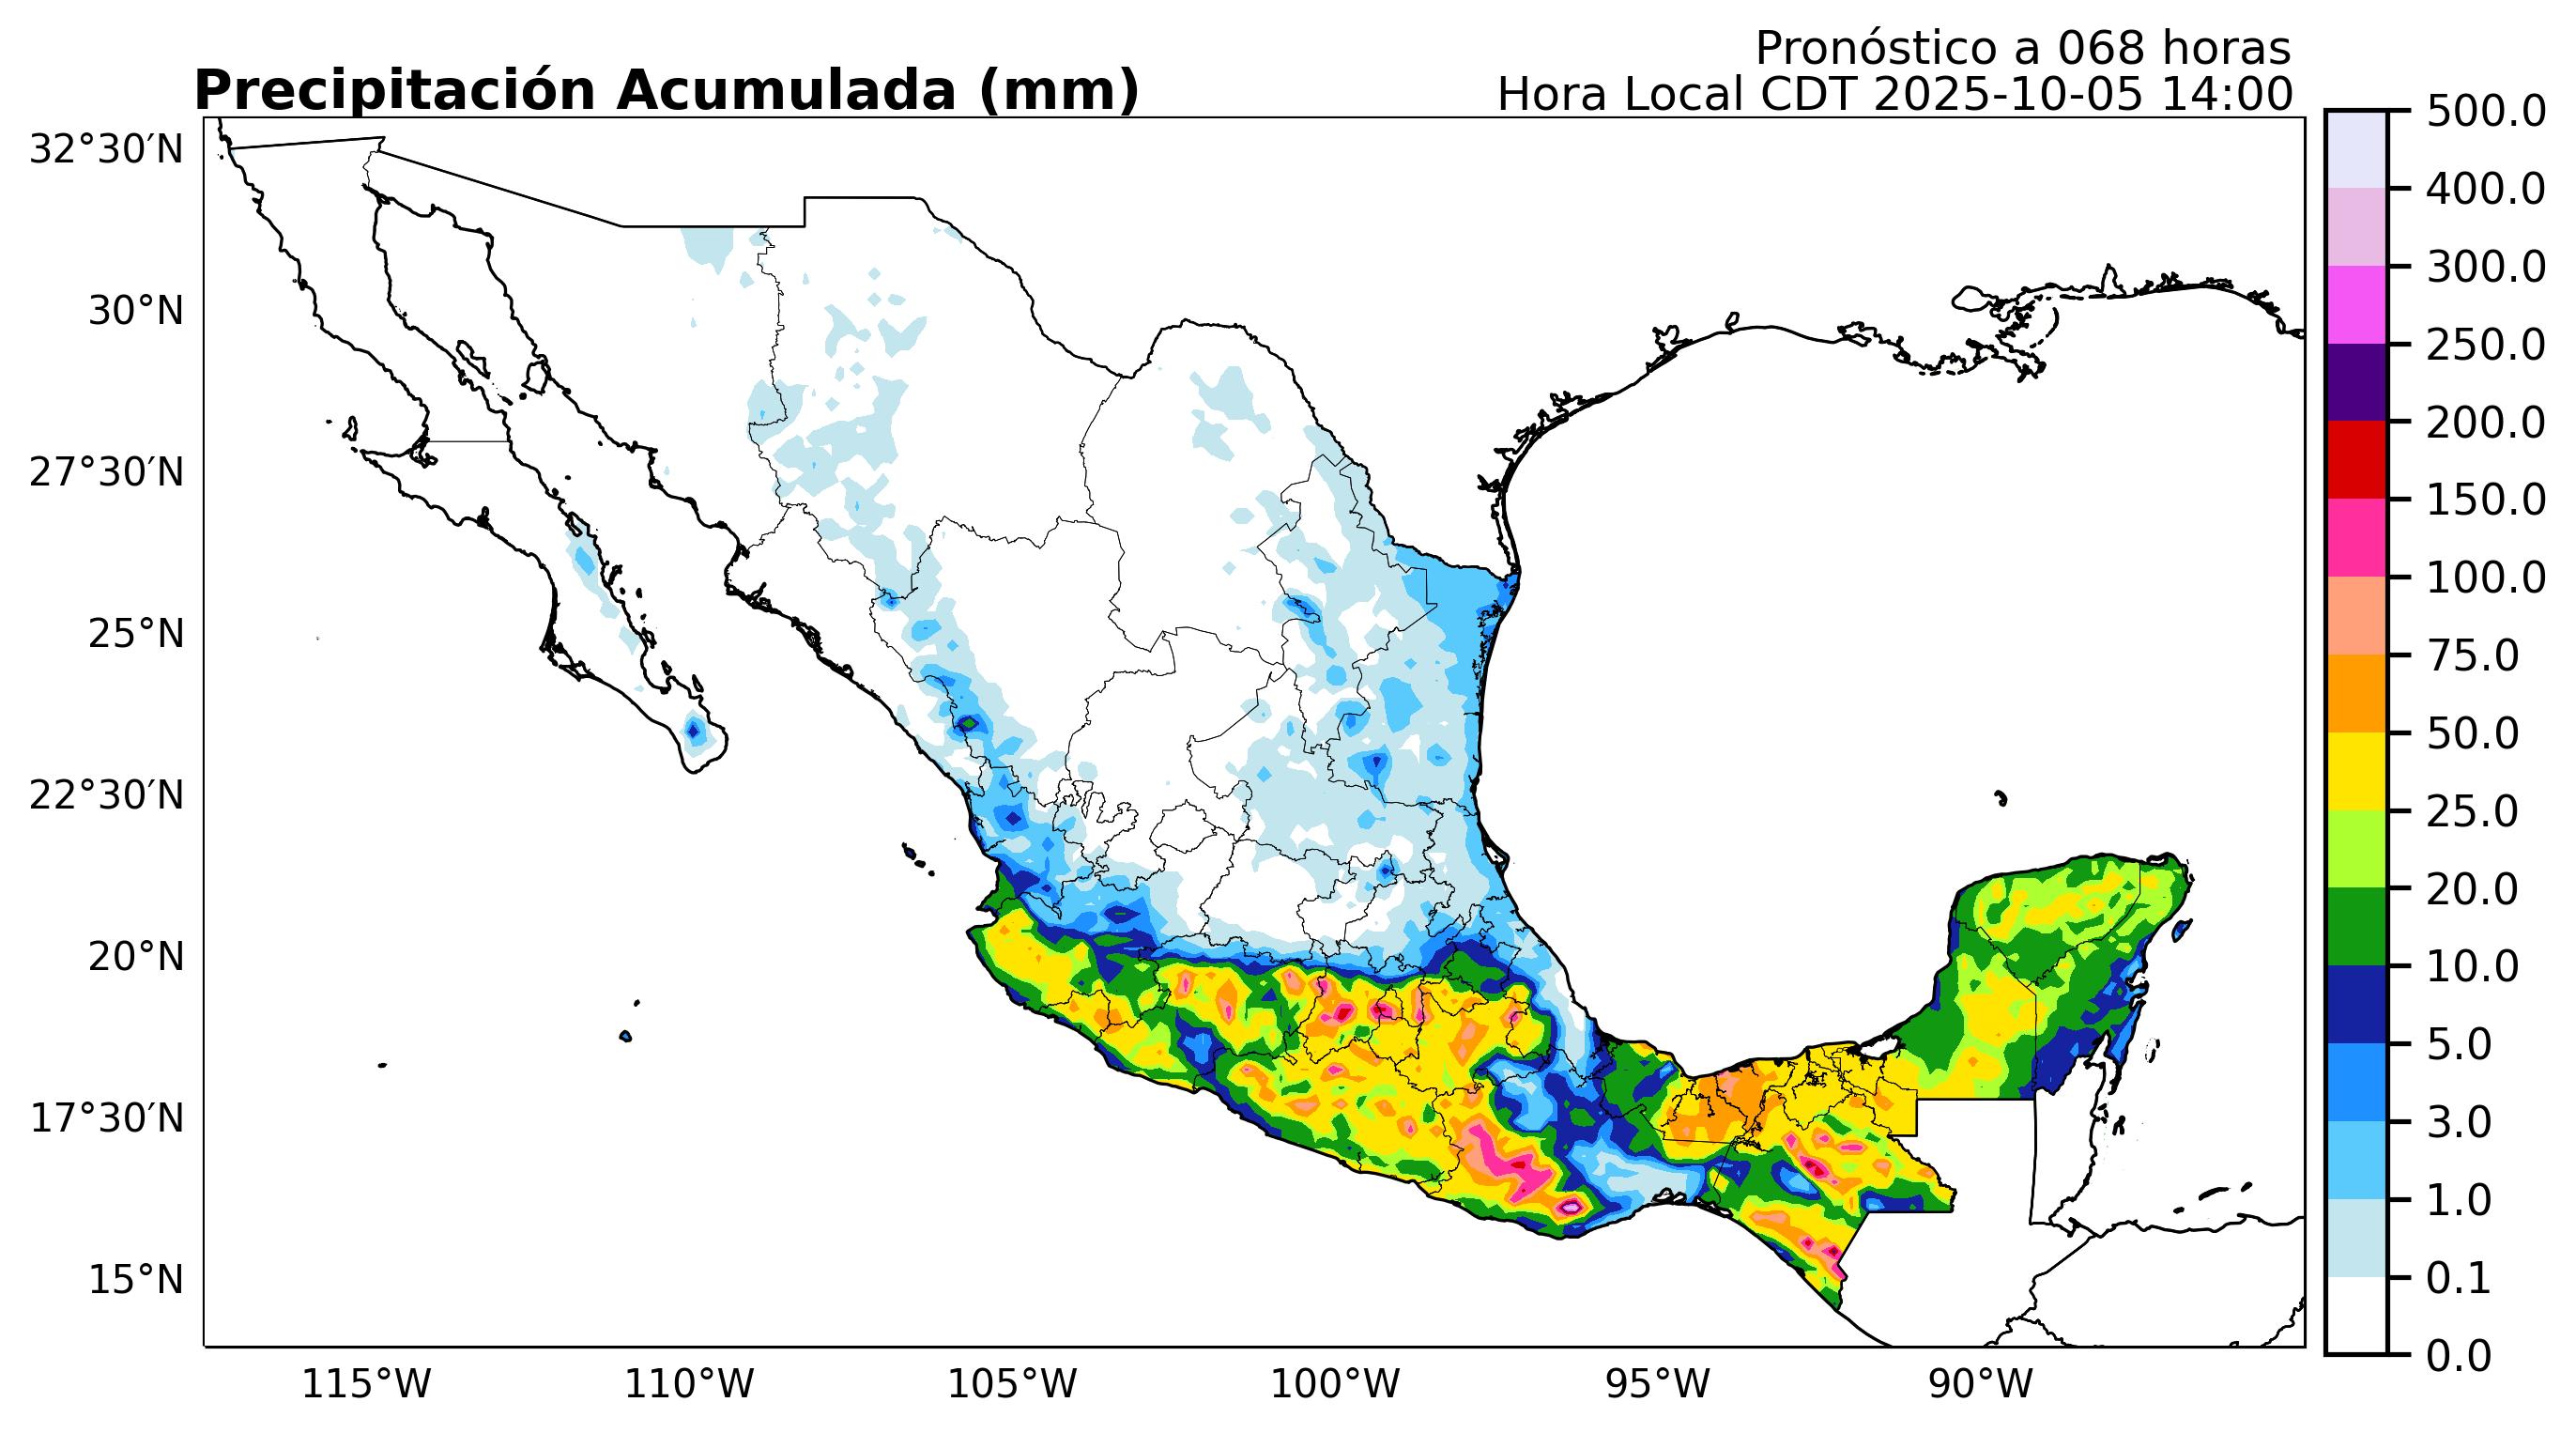 Pronóstico a 068 horas
Precipitación Acumulada (mm)
Hora Local CDT 2025-10-05 14:00
32°30′N
30°N
27°30′N
25°N
22°30′N
20°N
17°30′N
15°N
115°W
110°W
105°W
100°W
95°W
90°W
500.0
400.0
300.0
250.0
200.0
150.0
100.0
75.0
50.0
25.0
20.0
10.0
5.0
3.0
1.0
0.1
0.0